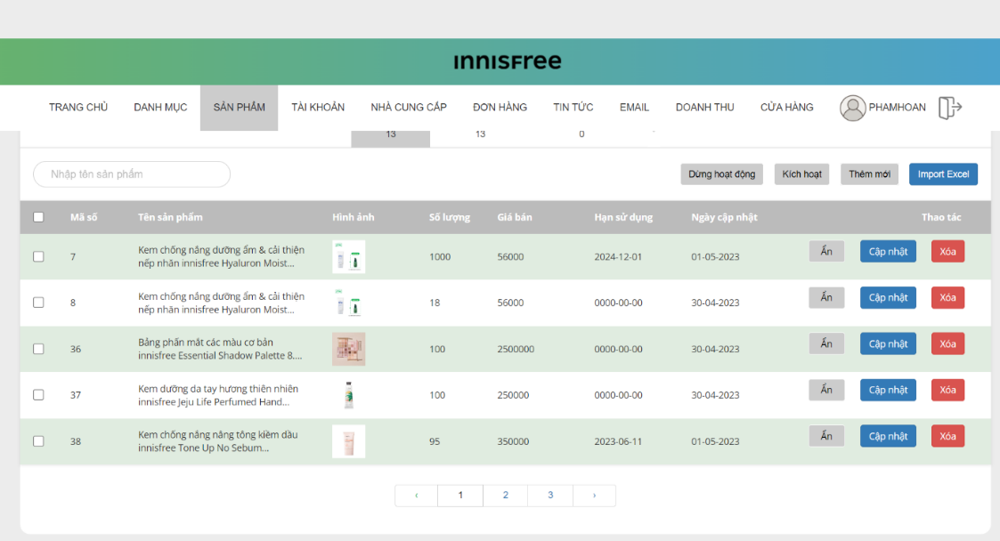 INNISFREE
TRANG CHỦ DANH MỤC SẢN PHẨM TÀI KHOẢN NHÀ CUNG CẤP ĐƠN HÀNG TIN TỨC EMAIL DOANH THU CỬA HÀNG PHAMHOAN
13 13 0
Nhập tên sản phẩm Dừng hoạt động Kích hoạt Thêm mới Import Excel
Mã số Tên sản phẩm Hình ảnh Số lượng Giá bán Hạn sử dụng Ngày cập nhật Thao tác
7 Kem chống nắng dưỡng ẩm & cải thiện
nếp nhăn innisfree Hyaluron Moist... 1000 56000 2024-12-01 01-05-2023 Ẩn Cập nhật Xóa
8 Kem chống nắng dưỡng ẩm & cải thiện
nếp nhăn innisfree Hyaluron Moist... 18 56000 0000-00-00 30-04-2023 Ẩn Cập nhật Xóa
36 Bảng phấn mắt các màu cơ bản
innisfree Essential Shadow Palette 8.... 100 2500000 0000-00-00 30-04-2023 Ẩn Cập nhật Xóa
37 Kem dưỡng da tay hương thiên nhiên
innisfree Jeju Life Perfumed Hand... 100 250000 0000-00-00 30-04-2023 Ẩn Cập nhật Xóa
38 Kem chống nắng nâng tông kiềm dầu
innisfree Tone Up No Sebum... 95 350000 2023-06-11 01-05-2023 Ẩn Cập nhật Xóa
‹ 1 2 3 ›